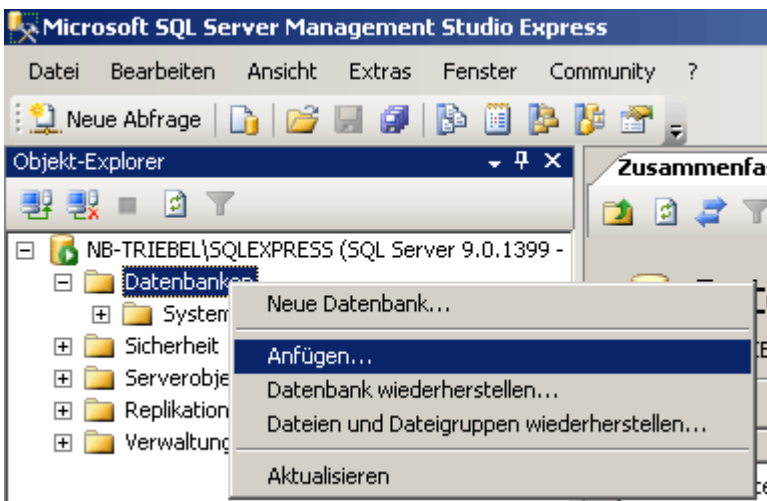 Microsoft SQL Server Management Studio Express
Datei Bearbeiten Ansicht Extras Fenster Community ?
Neue Abfrage
Objekt-Explorer
Zusammenfa
NB-TRIEBEL\SQLEXPRESS (SQL Server 9.0.1399 -
Datenbanken
System
Sicherheit
Serverobje
Replikation
Verwaltung
Neue Datenbank...
Anfügen...
Datenbank wiederherstellen...
Dateien und Dateigruppen wiederherstellen...
Aktualisieren